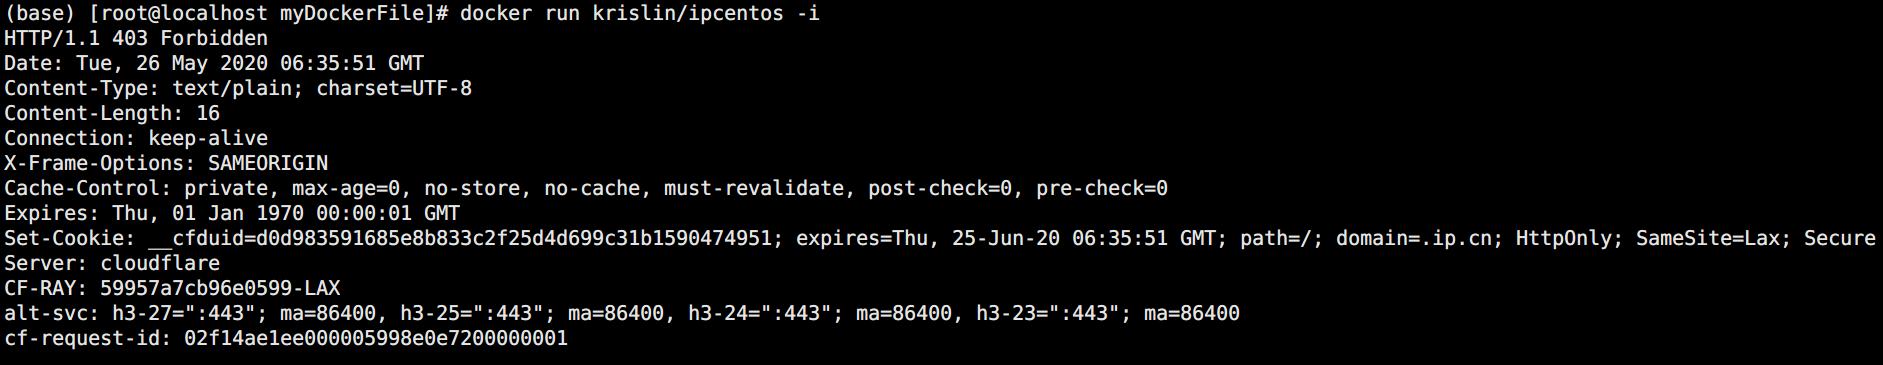 (base) [root@localhost myDockerFile]# docker run krislin/ipcentos -i
HTTP/1.1 403 Forbidden
Date: Tue, 26 May 2020 06:35:51 GMT
Content-Type: text/plain; charset=UTF-8
Content-Length: 16
Connection: keep-alive
X-Frame-Options: SAMEORIGIN
Cache-Control: private, max-age=0, no-store, no-cache, must-revalidate, post-check=0, pre-check=0
Expires: Thu, 01 Jan 1970 00:00:01 GMT
Set-Cookie: __cfduid=d0d983591685e8b833c2f25d4d699c31b1590474951; expires=Thu, 25-Jun-20 06:35:51 GMT; path=/; domain=.ip.cn; HttpOnly; SameSite=Lax; Secure
Server: cloudflare
CF-RAY: 59957a7cb96e0599-LAX
alt-svc: h3-27=":443"; ma=86400, h3-25=":443"; ma=86400, h3-24=":443"; ma=86400, h3-23=":443"; ma=86400
cf-request-id: 02f14ae1ee000005998e0e7200000001